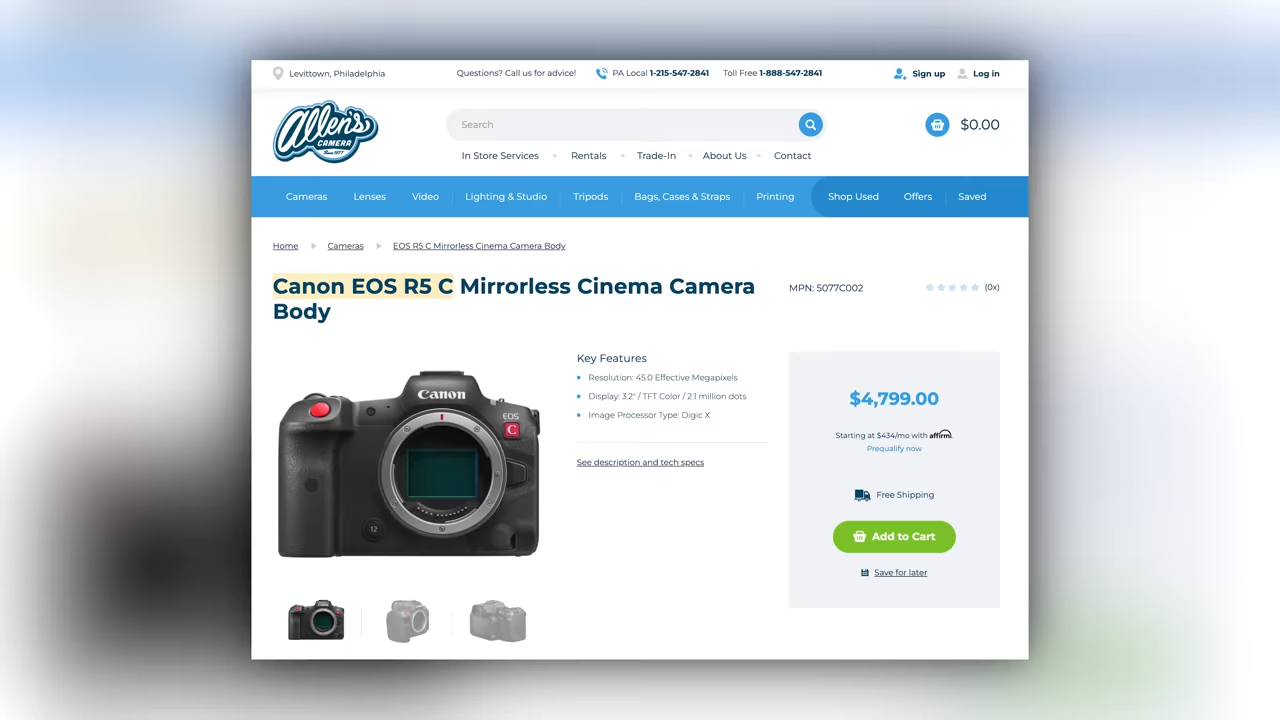 Levittown, Philadelphia
Questions? Call us for advice!
PA Local 1-215-547-2841
Toll Free 1-888-547-2841
Sign up
Log in
Allen's
CAMERA
Since 1977
Search
$0.00
In Store Services
Rentals
Trade-In
About Us
Contact
Cameras
Lenses
Video
Lighting & Studio
Tripods
Bags, Cases & Straps
Printing
Shop Used
Offers
Saved
Home
Cameras
EOS R5 C Mirrorless Cinema Camera Body
Canon EOS R5 C Mirrorless Cinema Camera
Body
MPN: 5077C002
(0x)
Canon
EOS
C
12
Key Features
Resolution: 45.0 Effective Megapixels
Display: 3.2" / TFT Color / 2.1 million dots
Image Processor Type: Digic X
See description and tech specs
$4,799.00
Starting at $434/mo with affirm.
Prequalify now
Free Shipping
Add to Cart
Save for later